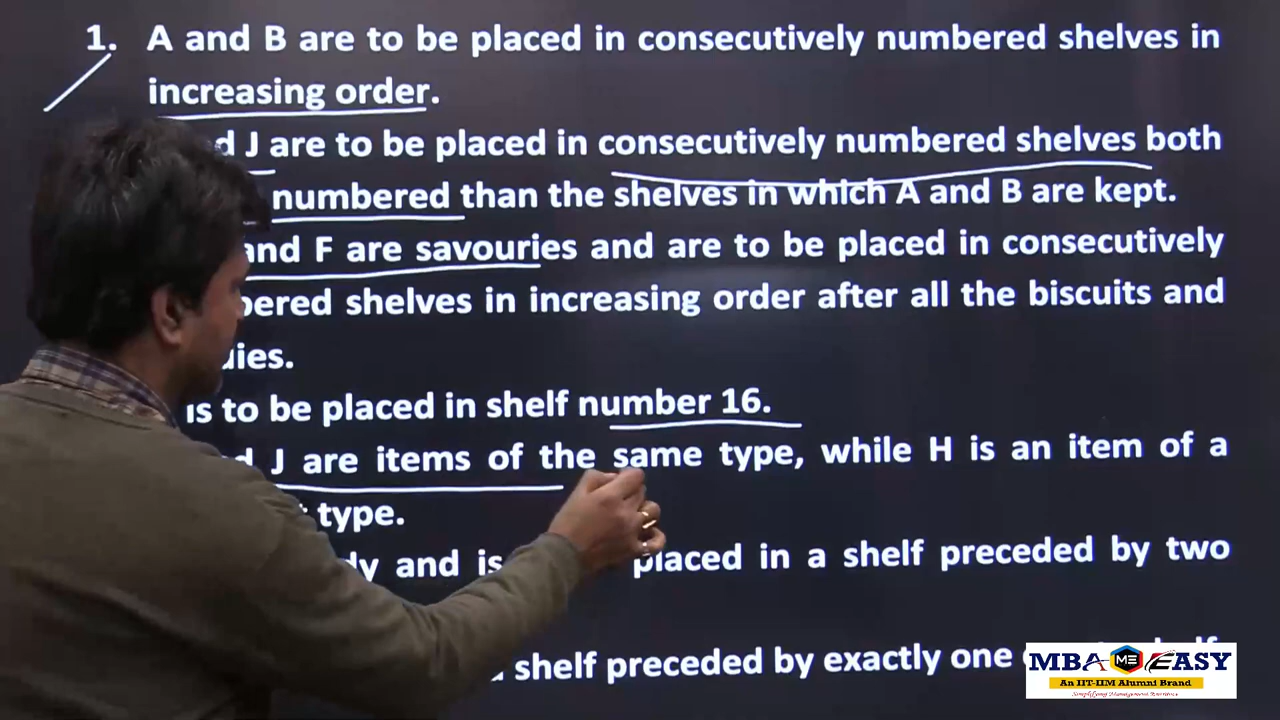 1. A and B are to be placed in consecutively numbered shelves in
increasing order.
J are to be placed in consecutively numbered shelves both
numbered than the shelves in which A and B are kept.
and F are savouries and are to be placed in consecutively
shelves in increasing order after all the biscuits and
is to be placed in shelf number 16.
J are items of the same type, while H is an item of a
type.
and is placed in a shelf preceded by two
shelf preceded by exactly one
MBA ME EASY
An IIT-IIM Alumni Brand